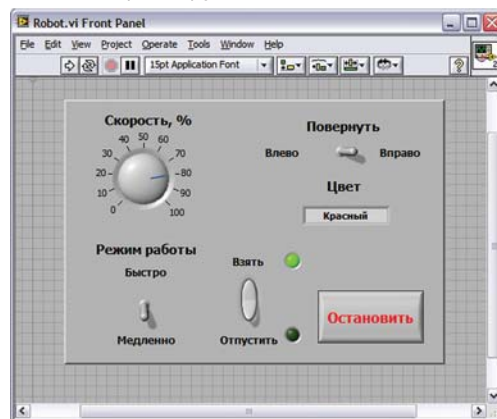 Robot.vi Front Panel
File Edit View Project Operate Tools Window Help
15pt Application Font
2
Скорость, %
0 10 20 30 40 50 60 70 80 90 100
Повернуть
Влево Вправо
Цвет
Красный
Режим работы
Быстро
Медленно
Взять
Отпустить
Остановить